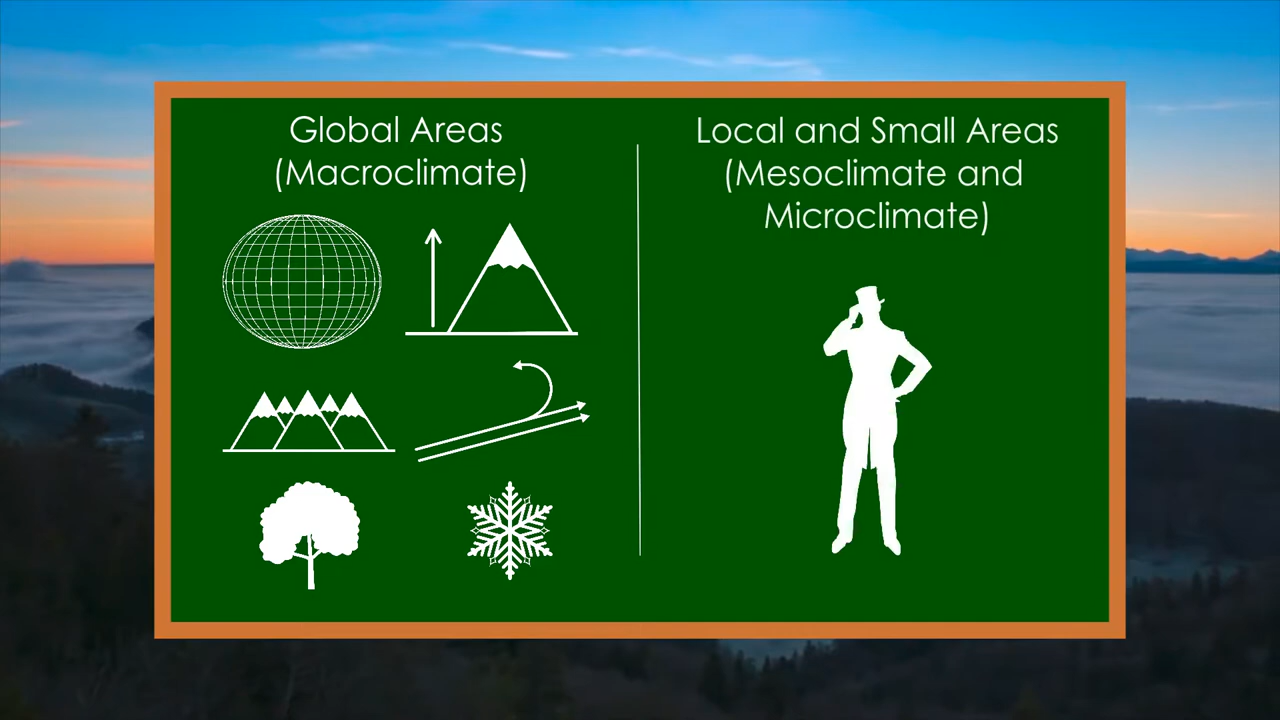 Global Areas
(Macroclimate)
Local and Small Areas
(Mesoclimate and
Microclimate)